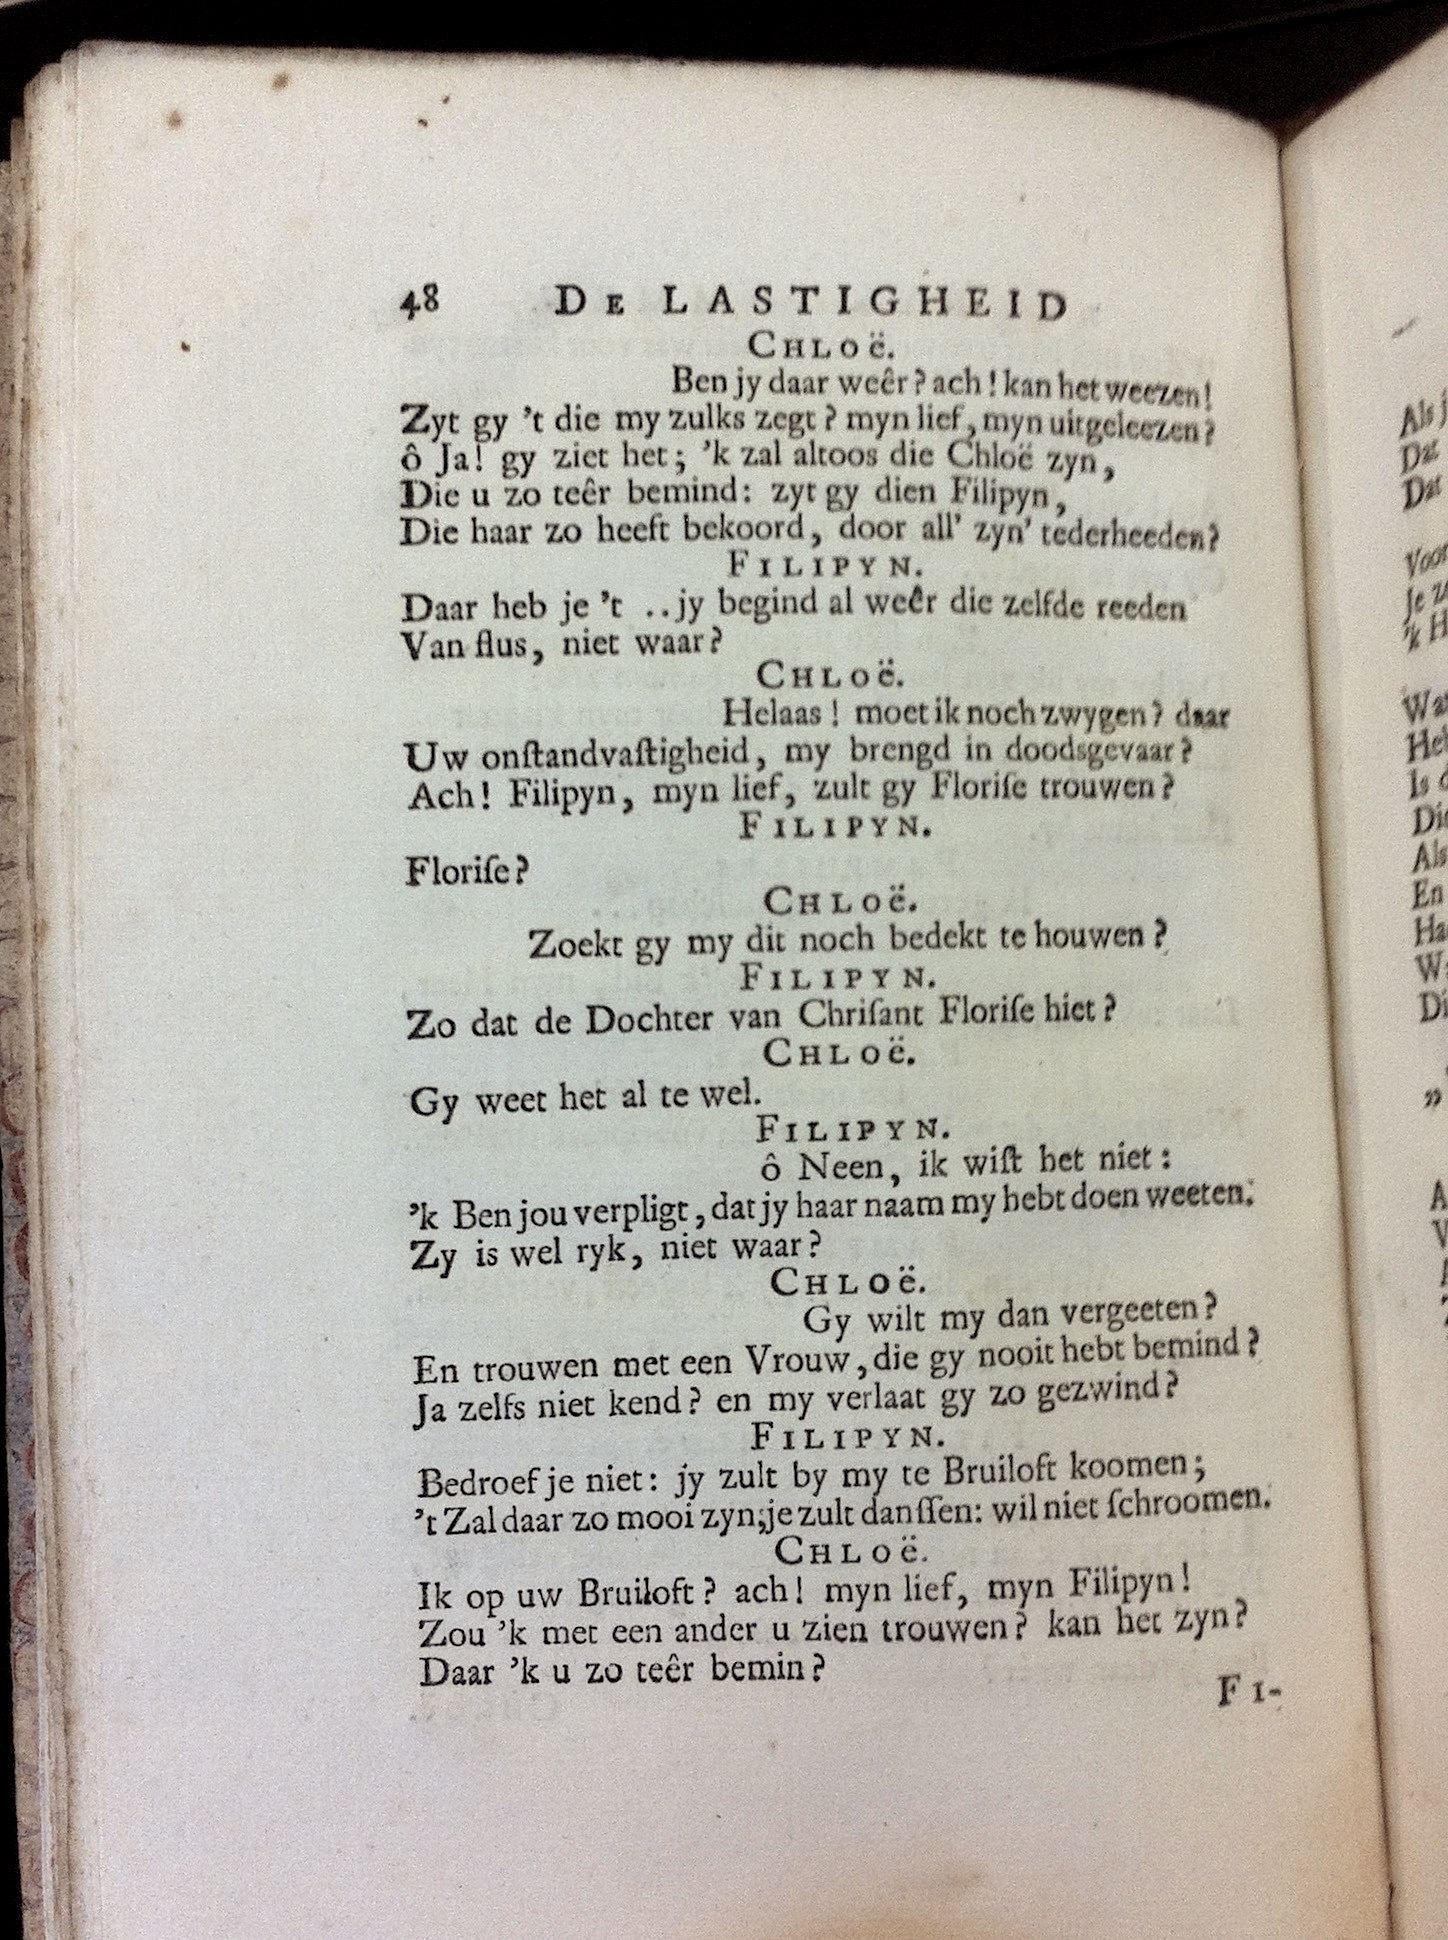 48 DE LASTIGHEID
CHLOË.
Ben jy daar weêr? ach! kan het weezen!
Zyt gy 't die my zulks zegt? myn lief, myn uitgeleezen?
ô Ja! gy ziet het; 'k zal altoos die Chloë zyn,
Die u zo teêr bemind: zyt gy dien Filipyn,
Die haar zo heeft bekoord, door all' zyn' tederheeden?
FILIPYN.
Daar heb je 't .. jy begind al weêr die zelfde reeden
Van flus, niet waar?
CHLOË.
Helaas! moet ik noch zwygen? daar
Uw onſtandvaſtigheid, my brengd in doodsgevaar?
Ach! Filipyn, myn lief, zult gy Floriſe trouwen?
FILIPYN.
Floriſe?
CHLOË.
Zoekt gy my dit noch bedekt te houwen?
FILIPYN.
Zo dat de Dochter van Chriſant Floriſe hiet?
CHLOË.
Gy weet het al te wel.
FILIPYN.
ô Neen, ik wiſt het niet:
'k Ben jou verpligt, dat jy haar naam my hebt doen weeten.
Zy is wel ryk, niet waar?
CHLOË.
Gy wilt my dan vergeeten?
En trouwen met een Vrouw, die gy nooit hebt bemind?
Ja zelfs niet kend? en my verlaat gy zo gezwind?
FILIPYN.
Bedroef je niet: jy zult by my te Bruiloft koomen;
't Zal daar zo mooi zyn; je zult danſſen: wil niet ſchroomen.
CHLOË.
Ik op uw Bruiloft? ach! myn lief, myn Filipyn!
Zou 'k met een ander u zien trouwen? kan het zyn?
Daar 'k u zo teêr bemin?
FI-
Als
Dat
Dat
Voor
Je
'k H
Is
Als
En
„